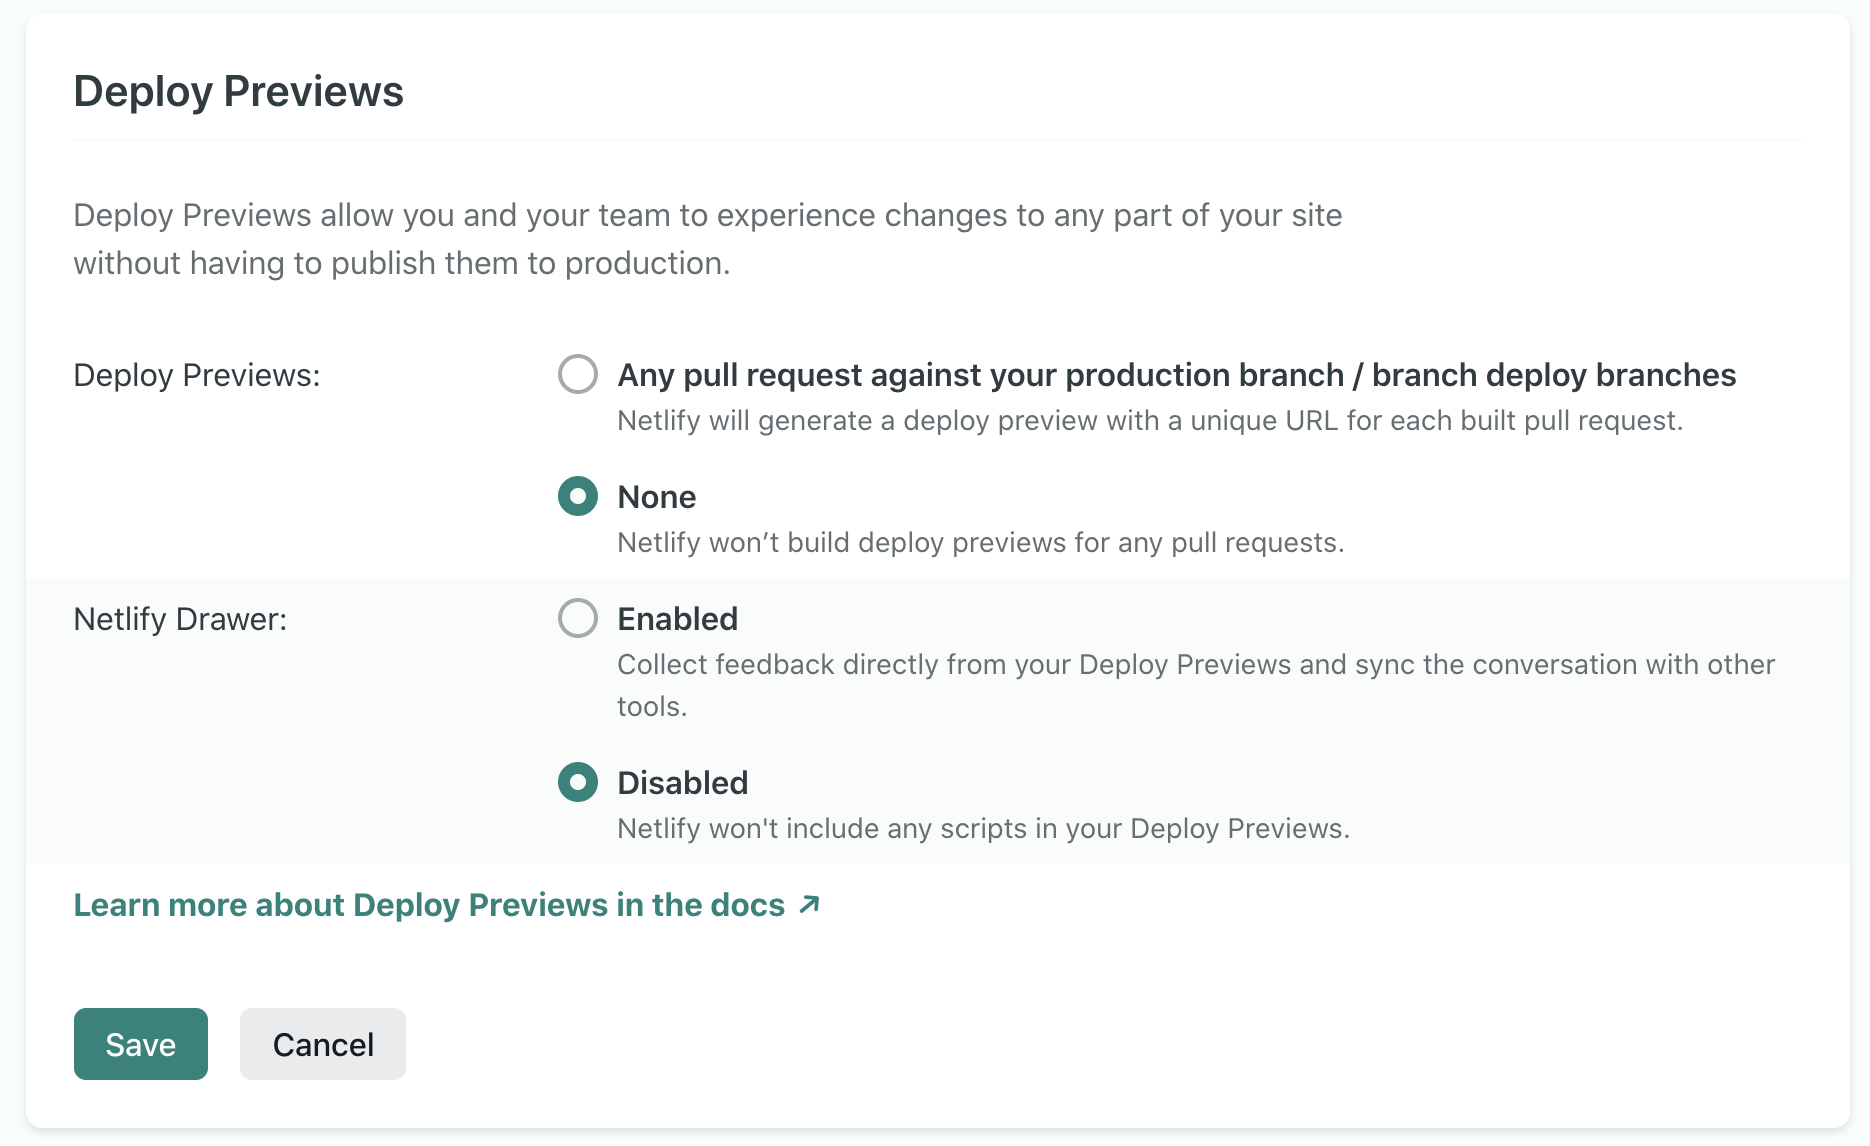 Deploy Previews
Deploy Previews allow you and your team to experience changes to any part of your site
without having to publish them to production.
Deploy Previews:
Any pull request against your production branch / branch deploy branches
Netlify will generate a deploy preview with a unique URL for each built pull request.
None
Netlify won’t build deploy previews for any pull requests.
Netlify Drawer:
Enabled
Collect feedback directly from your Deploy Previews and sync the conversation with other
tools.
Disabled
Netlify won't include any scripts in your Deploy Previews.
Learn more about Deploy Previews in the docs ↗
Save
Cancel